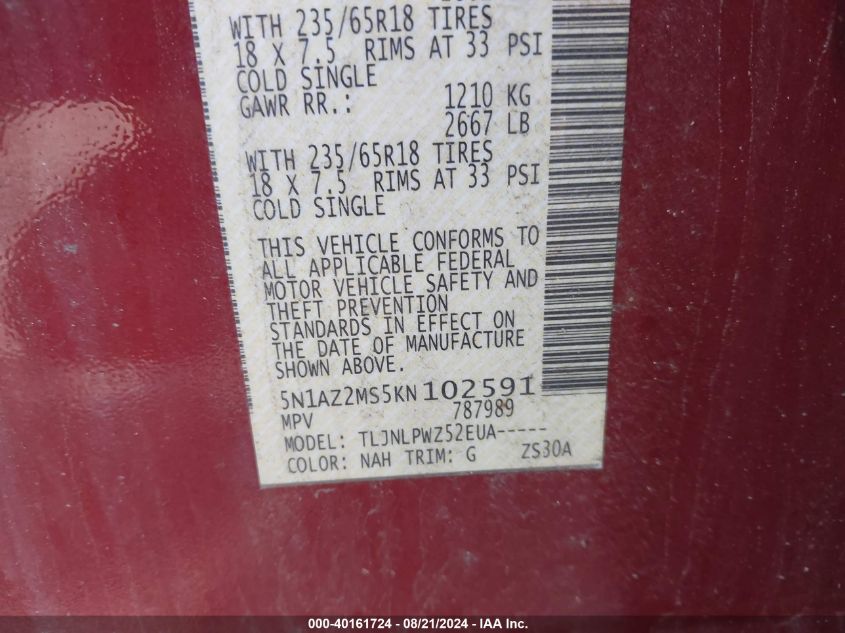 WITH 235/65R18 TIRES
18 X 7.5 RIMS AT 33 PSI
COLD SINGLE
GAWR RR.: 1210 KG
2667 LB
WITH 235/65R18 TIRES
18 X 7.5 RIMS AT 33 PSI
COLD SINGLE
THIS VEHICLE CONFORMS TO
ALL APPLICABLE FEDERAL
MOTOR VEHICLE SAFETY AND
THEFT PREVENTION
STANDARDS IN EFFECT ON
THE DATE OF MANUFACTURE
SHOWN ABOVE.
5N1AZ2MS5KN102591
MPV 787989
MODEL: TLJNLPWZ52EUA-----
COLOR: NAH TRIM: G ZS30A
000-40161724 - 08/21/2024 - IAA Inc.